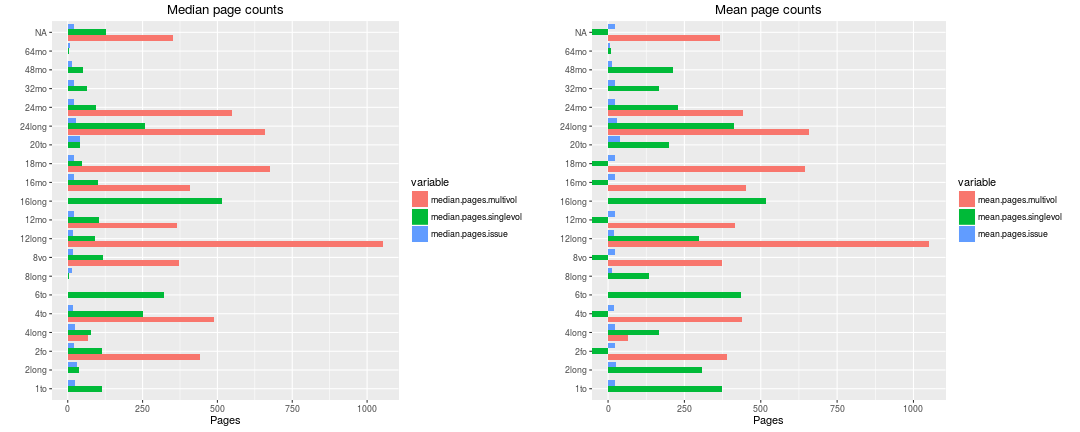 Median page counts
NA
64mo
48mo
32mo
24mo
24long
20to
18mo
16mo
16long
12mo
12long
8vo
8long
6to
4to
4long
2fo
2long
1to
0 250 500 750 1000
Pages
variable
median.pages.multivol
median.pages.singlevol
median.pages.issue
Mean page counts
NA
64mo
48mo
32mo
24mo
24long
20to
18mo
16mo
16long
12mo
12long
8vo
8long
6to
4to
4long
2fo
2long
1to
0 250 500 750 1000
Pages
variable
mean.pages.multivol
mean.pages.singlevol
mean.pages.issue